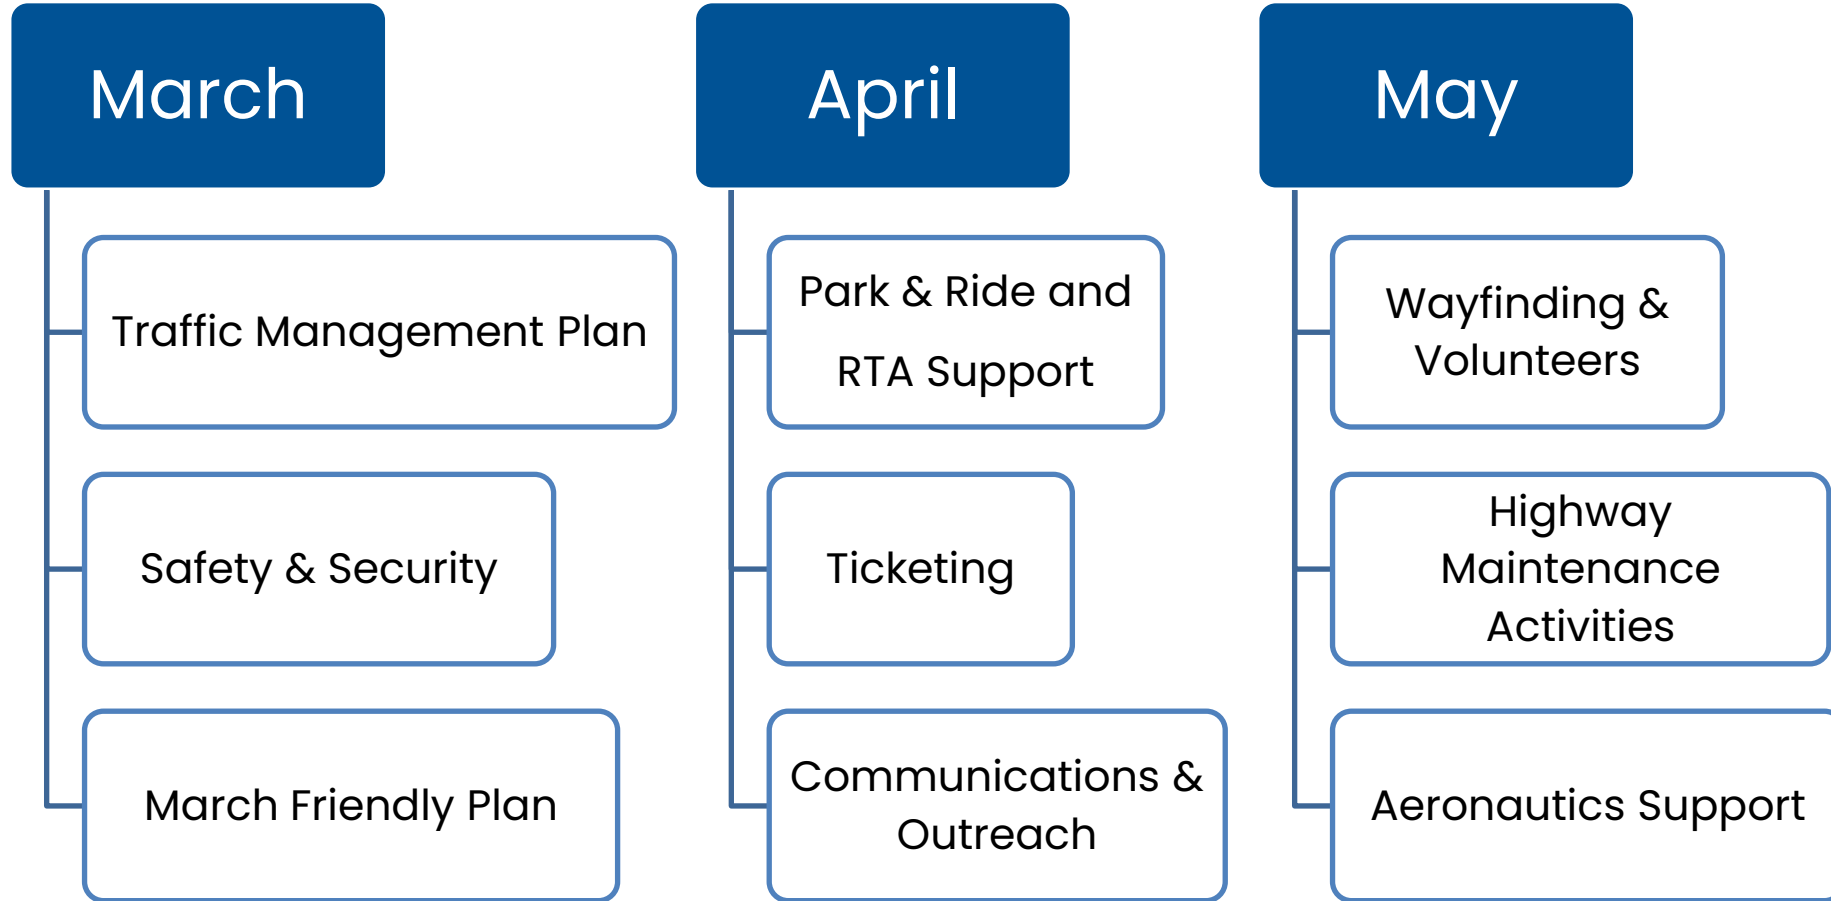 March
Traffic Management Plan
Safety & Security
March Friendly Plan
April
Park & Ride and
RTA Support
Ticketing
Communications &
Outreach
May
Wayfinding &
Volunteers
Highway
Maintenance
Activities
Aeronautics Support